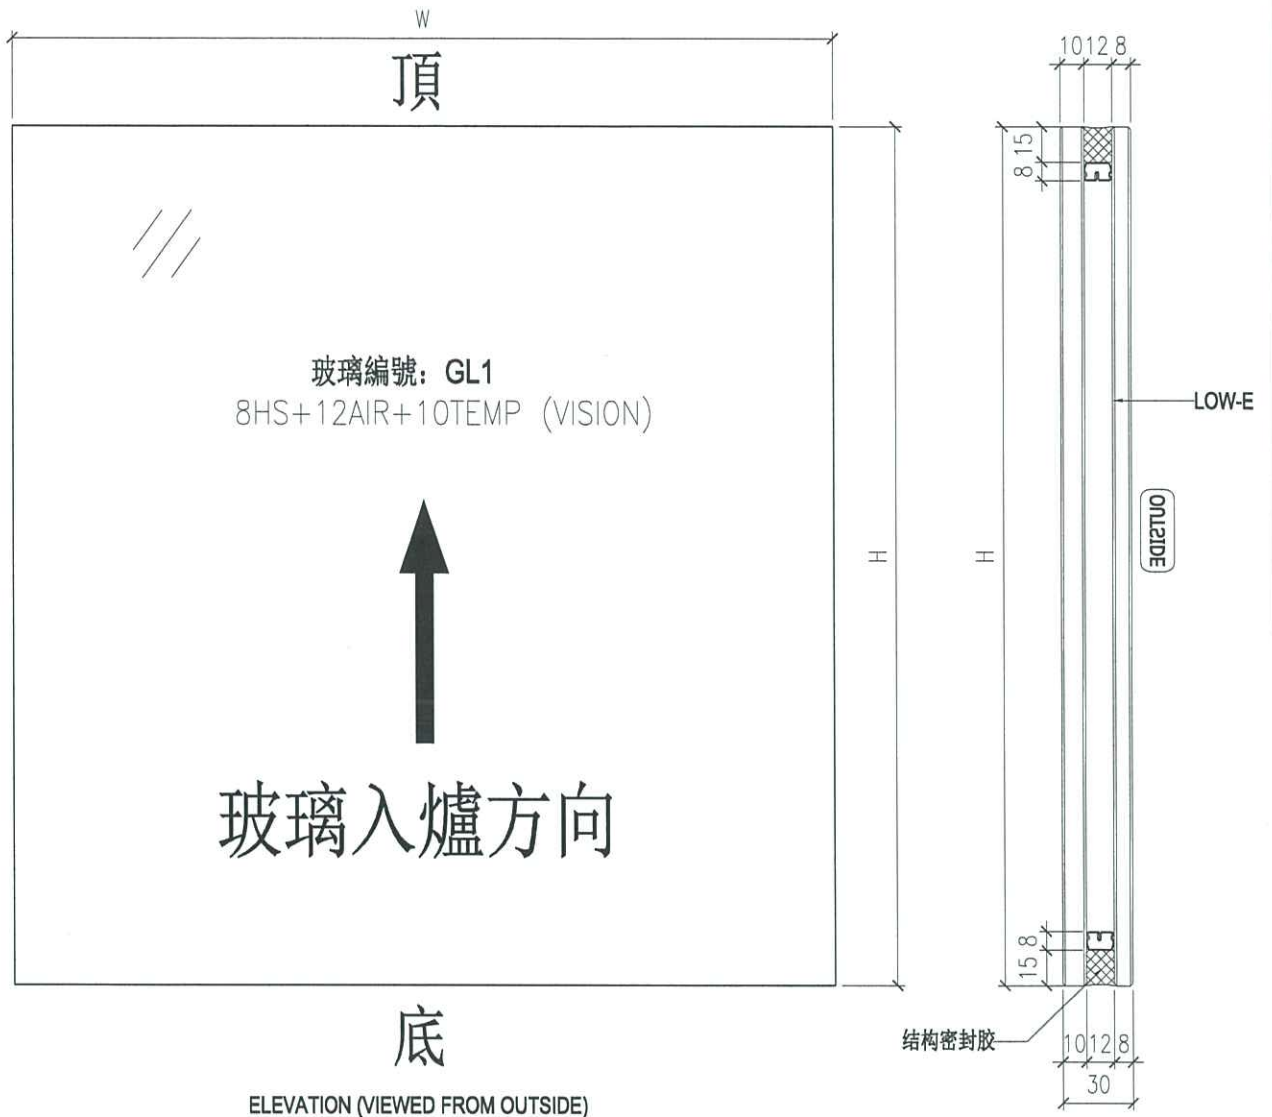 W
頂
玻璃編號：GL1
8HS+12AIR+10TEMP (VISION)
玻璃入爐方向
H
底
ELEVATION (VIEWED FROM OUTSIDE)
10 12 8
15
8
H
LOW-E
OUTSIDE
8
15
结构密封胶
10 12 8
30